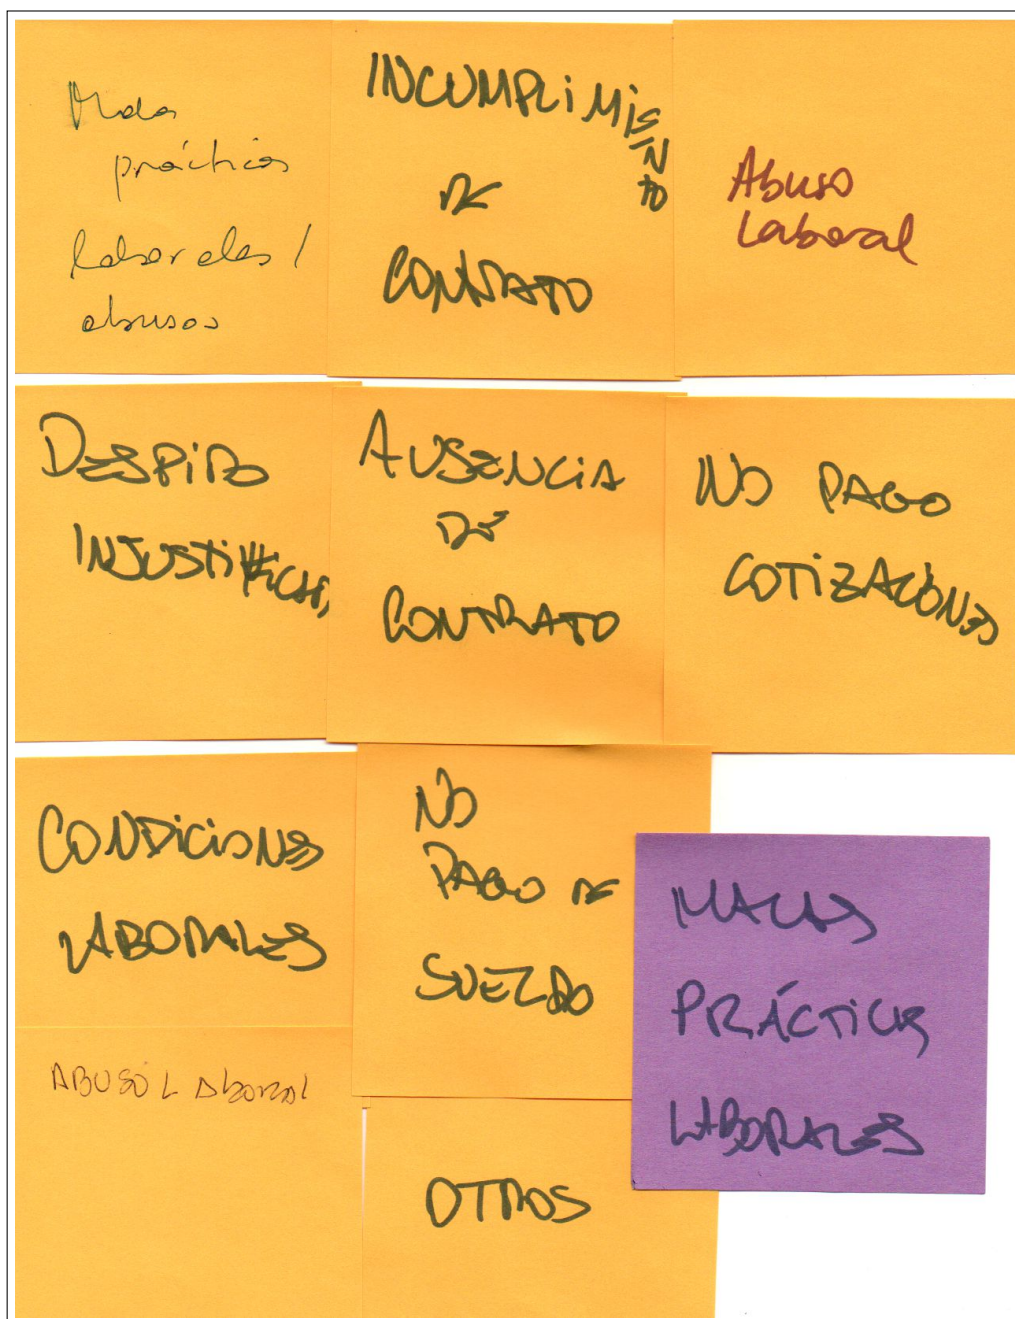 Malas
prácticas
laborales /
abusos
INCUMPLIMIENTO
DE
CONTRATO
Abuso
Laboral
DESPIDO
INJUSTIFICADO
AUSENCIA
DE
CONTRATO
NO PAGO
COTIZACIONES
CONDICIONES
LABORALES
NO
PAGO DE
SUELDO
MALAS
PRÁCTICAS
LABORALES
ABUSO Laboral
OTROS